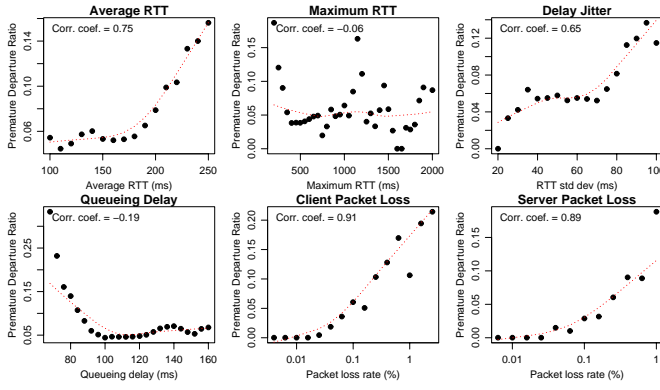 Average RTT
Corr. coef. = 0.75
Premature Departure Ratio
0.06 0.10 0.14
100 150 200 250
Average RTT (ms)
Maximum RTT
Corr. coef. = −0.06
Premature Departure Ratio
0.00 0.05 0.10 0.15
500 1000 1500 2000
Maximum RTT (ms)
Delay Jitter
Corr. coef. = 0.65
Premature Departure Ratio
0.00 0.04 0.08 0.12
20 40 60 80 100
RTT std dev (ms)
Queueing Delay
Corr. coef. = −0.19
Premature Departure Ratio
0.05 0.15 0.25
80 100 120 140 160
Queueing delay (ms)
Client Packet Loss
Corr. coef. = 0.91
Premature Departure Ratio
0.00 0.05 0.10 0.15 0.20
0.01 0.1 1
Packet loss rate (%)
Server Packet Loss
Corr. coef. = 0.89
Premature Departure Ratio
0.00 0.05 0.10 0.15
0.01 0.1 1
Packet loss rate (%)